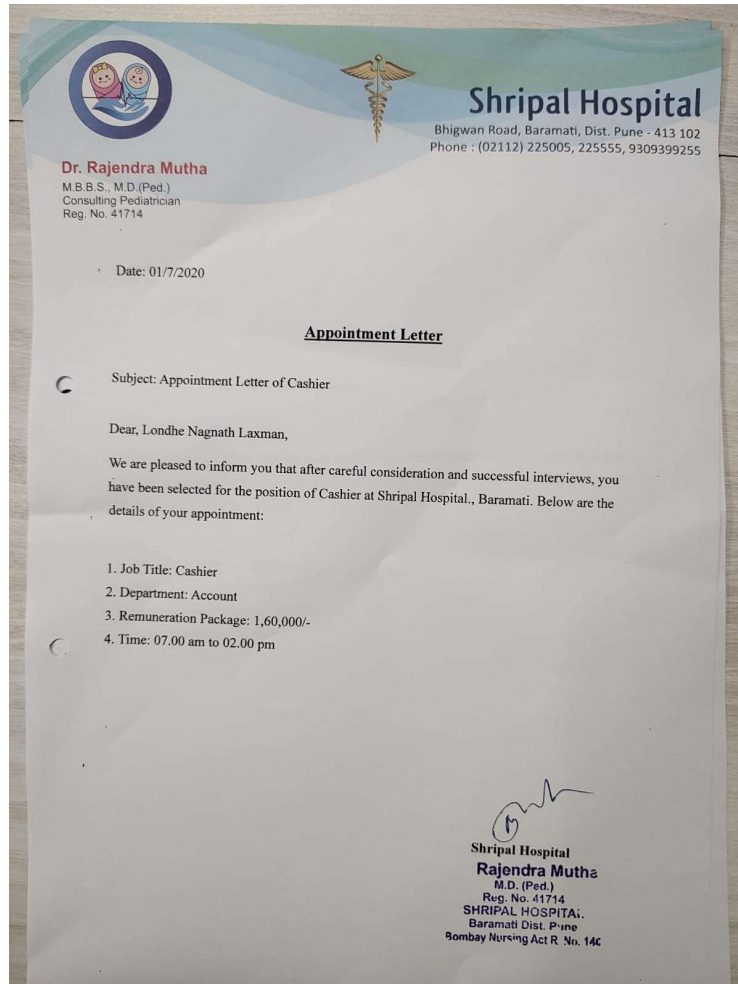 Shripal Hospital
Bhigwan Road, Baramati, Dist. Pune - 413 102
Phone : (02112) 225005, 225555, 9309399255
Dr. Rajendra Mutha
M.B.B.S., M.D.(Ped.)
Consulting Pediatrician
Reg. No. 41714
Date: 01/7/2020
Appointment Letter
Subject: Appointment Letter of Cashier
Dear, Londhe Nagnath Laxman,
We are pleased to inform you that after careful consideration and successful interviews, you
have been selected for the position of Cashier at Shripal Hospital., Baramati. Below are the
details of your appointment:
1. Job Title: Cashier
2. Department: Account
3. Remuneration Package: 1,60,000/-
4. Time: 07.00 am to 02.00 pm
Shripal Hospital
Rajendra Mutha
M.D. (Ped.)
Reg. No. 41714
SHRIPAL HOSPITAL
Baramati Dist. Pune
Bombay Nursing Act R. No. 140